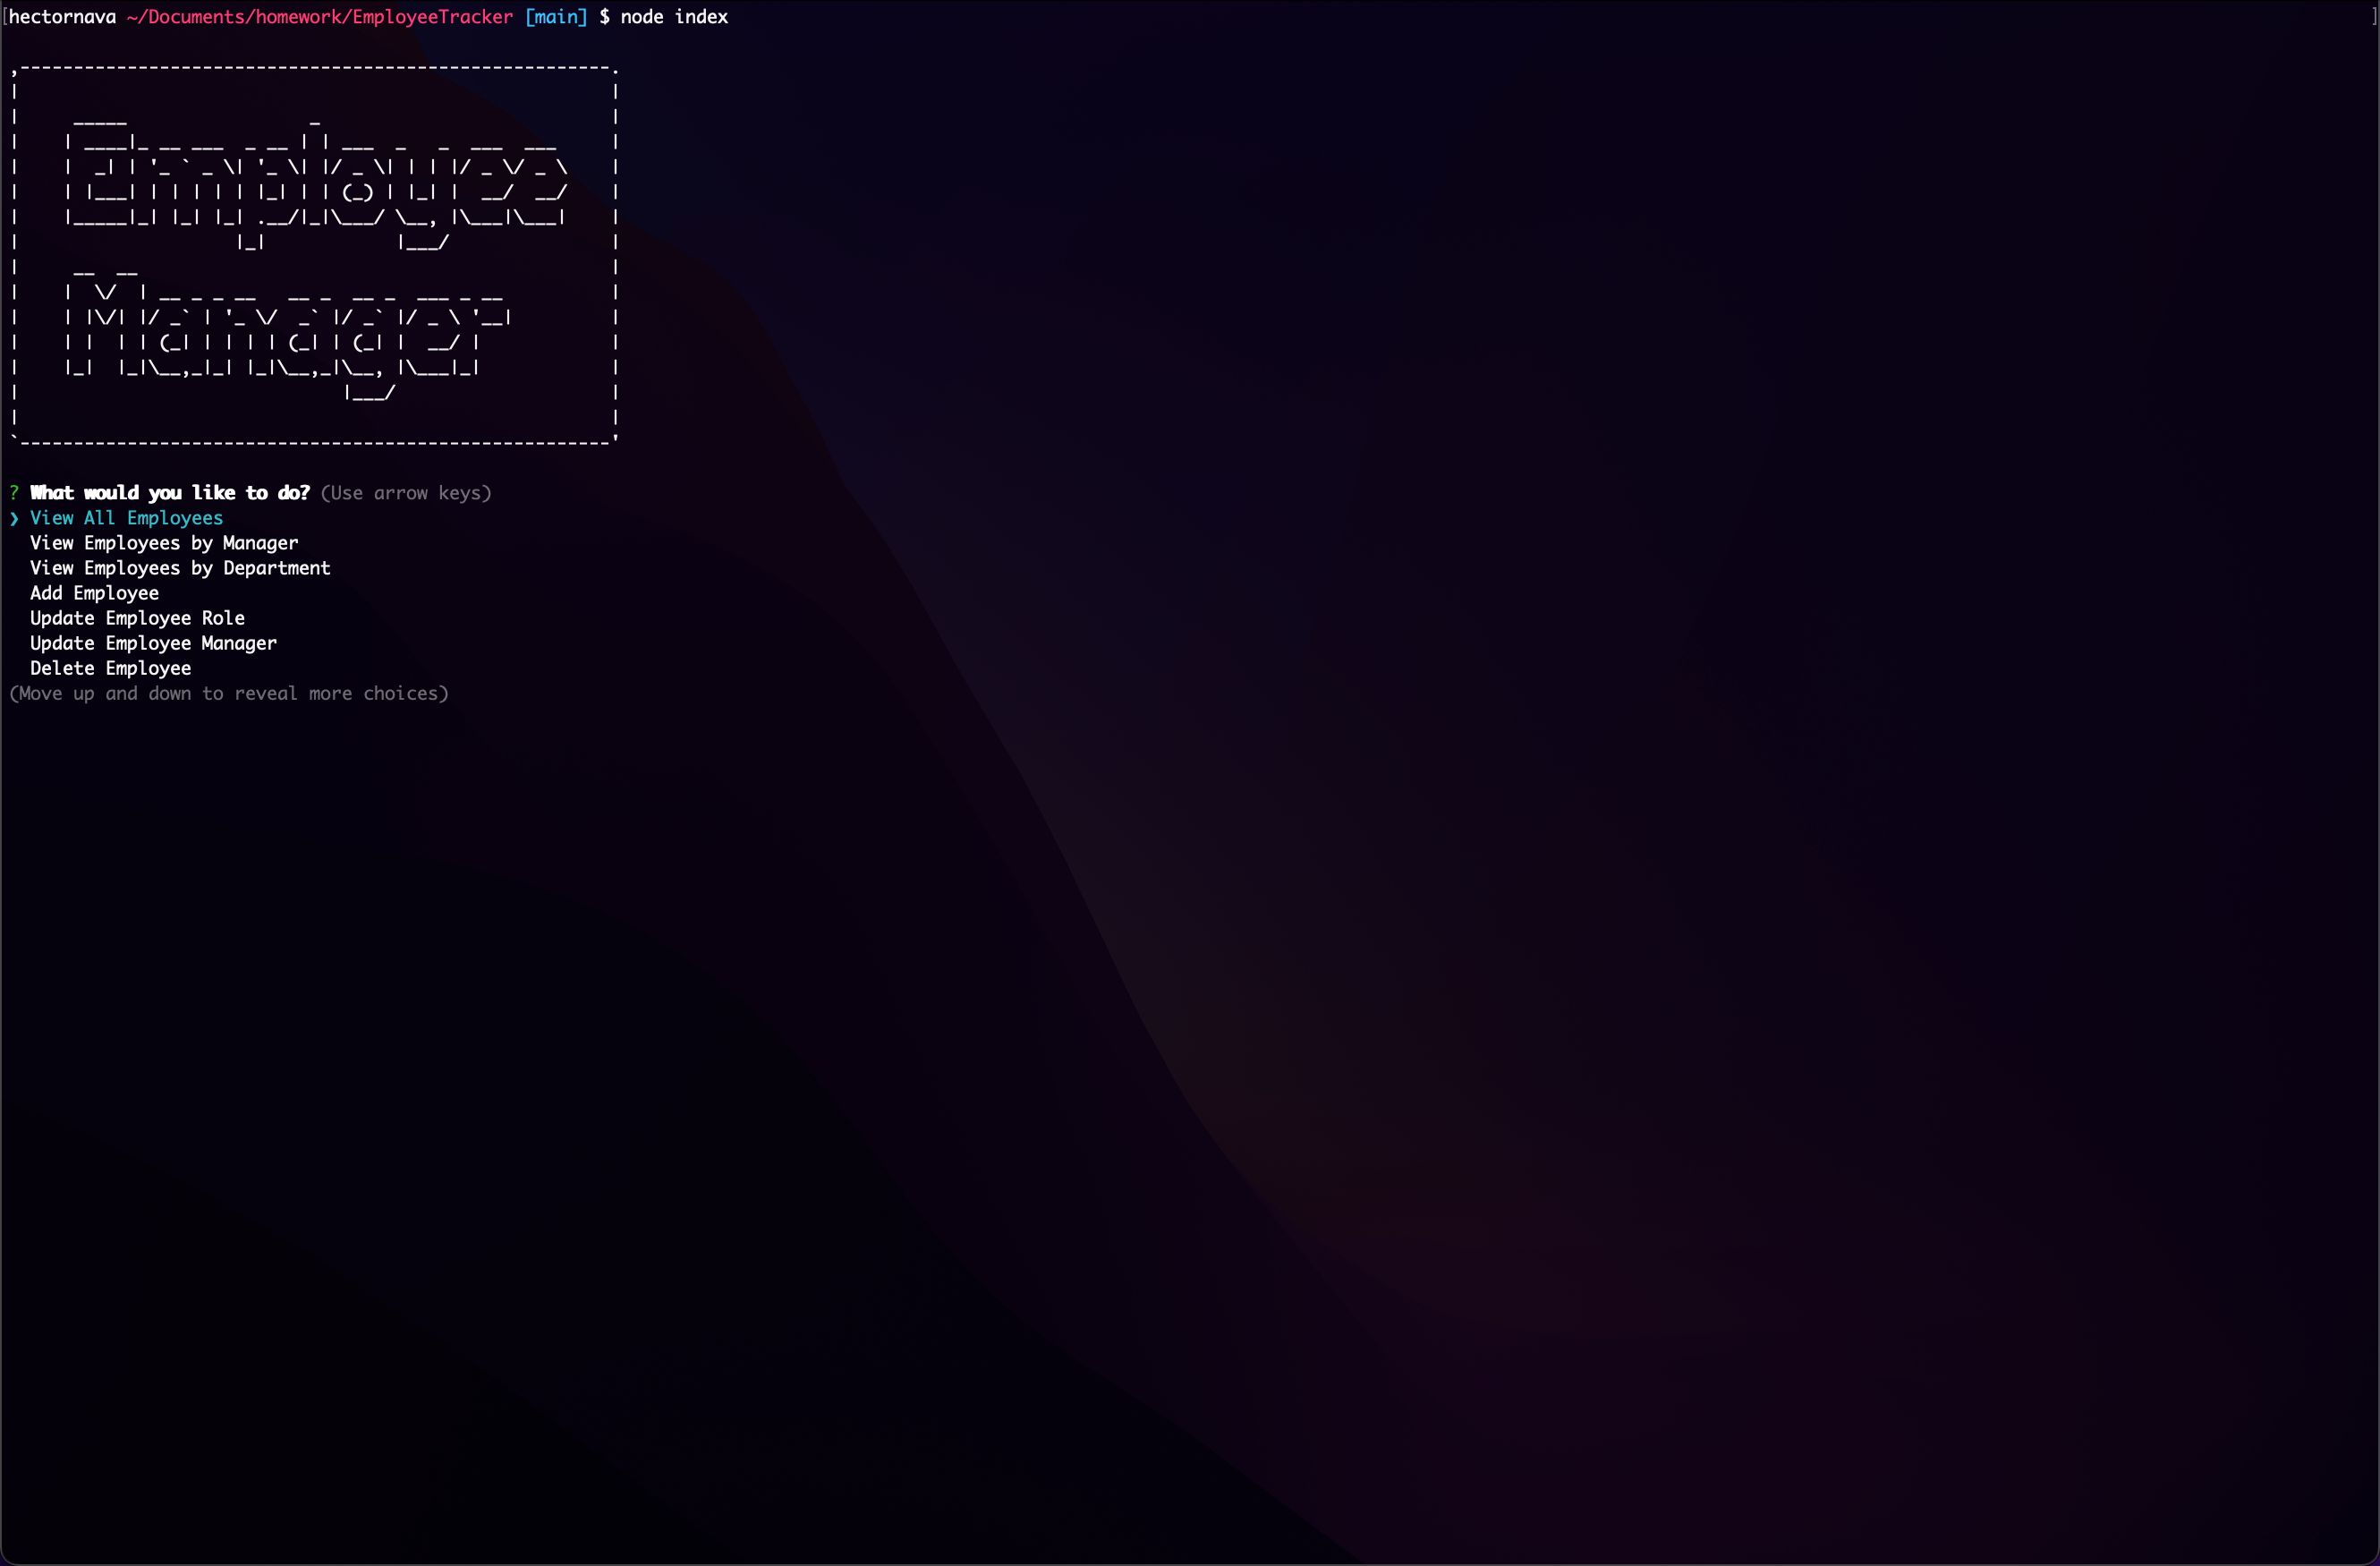 [hectornava ~/Documents/homework/EmployeeTracker [main] $ node index ]
Employee
Manager
? What would you like to do? (Use arrow keys)
❯ View All Employees
View Employees by Manager
View Employees by Department
Add Employee
Update Employee Role
Update Employee Manager
Delete Employee
(Move up and down to reveal more choices)